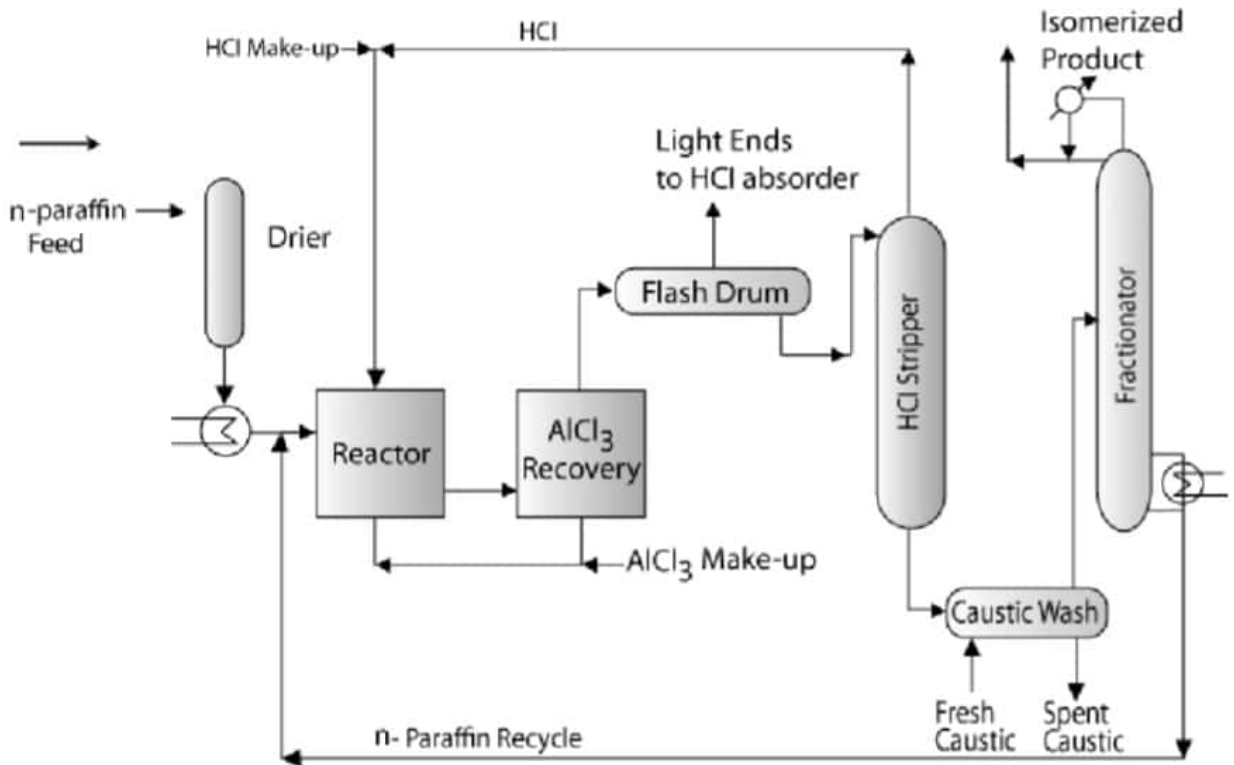 HCl
HCl Make-up
Isomerized
Product
Light Ends
to HCl absorder
n-paraffin
Feed
Drier
Flash Drum
HCl Stripper
Fractionator
Reactor
AlCl3
Recovery
AlCl3 Make-up
Caustic Wash
Fresh
Caustic
Spent
Caustic
n- Paraffin Recycle